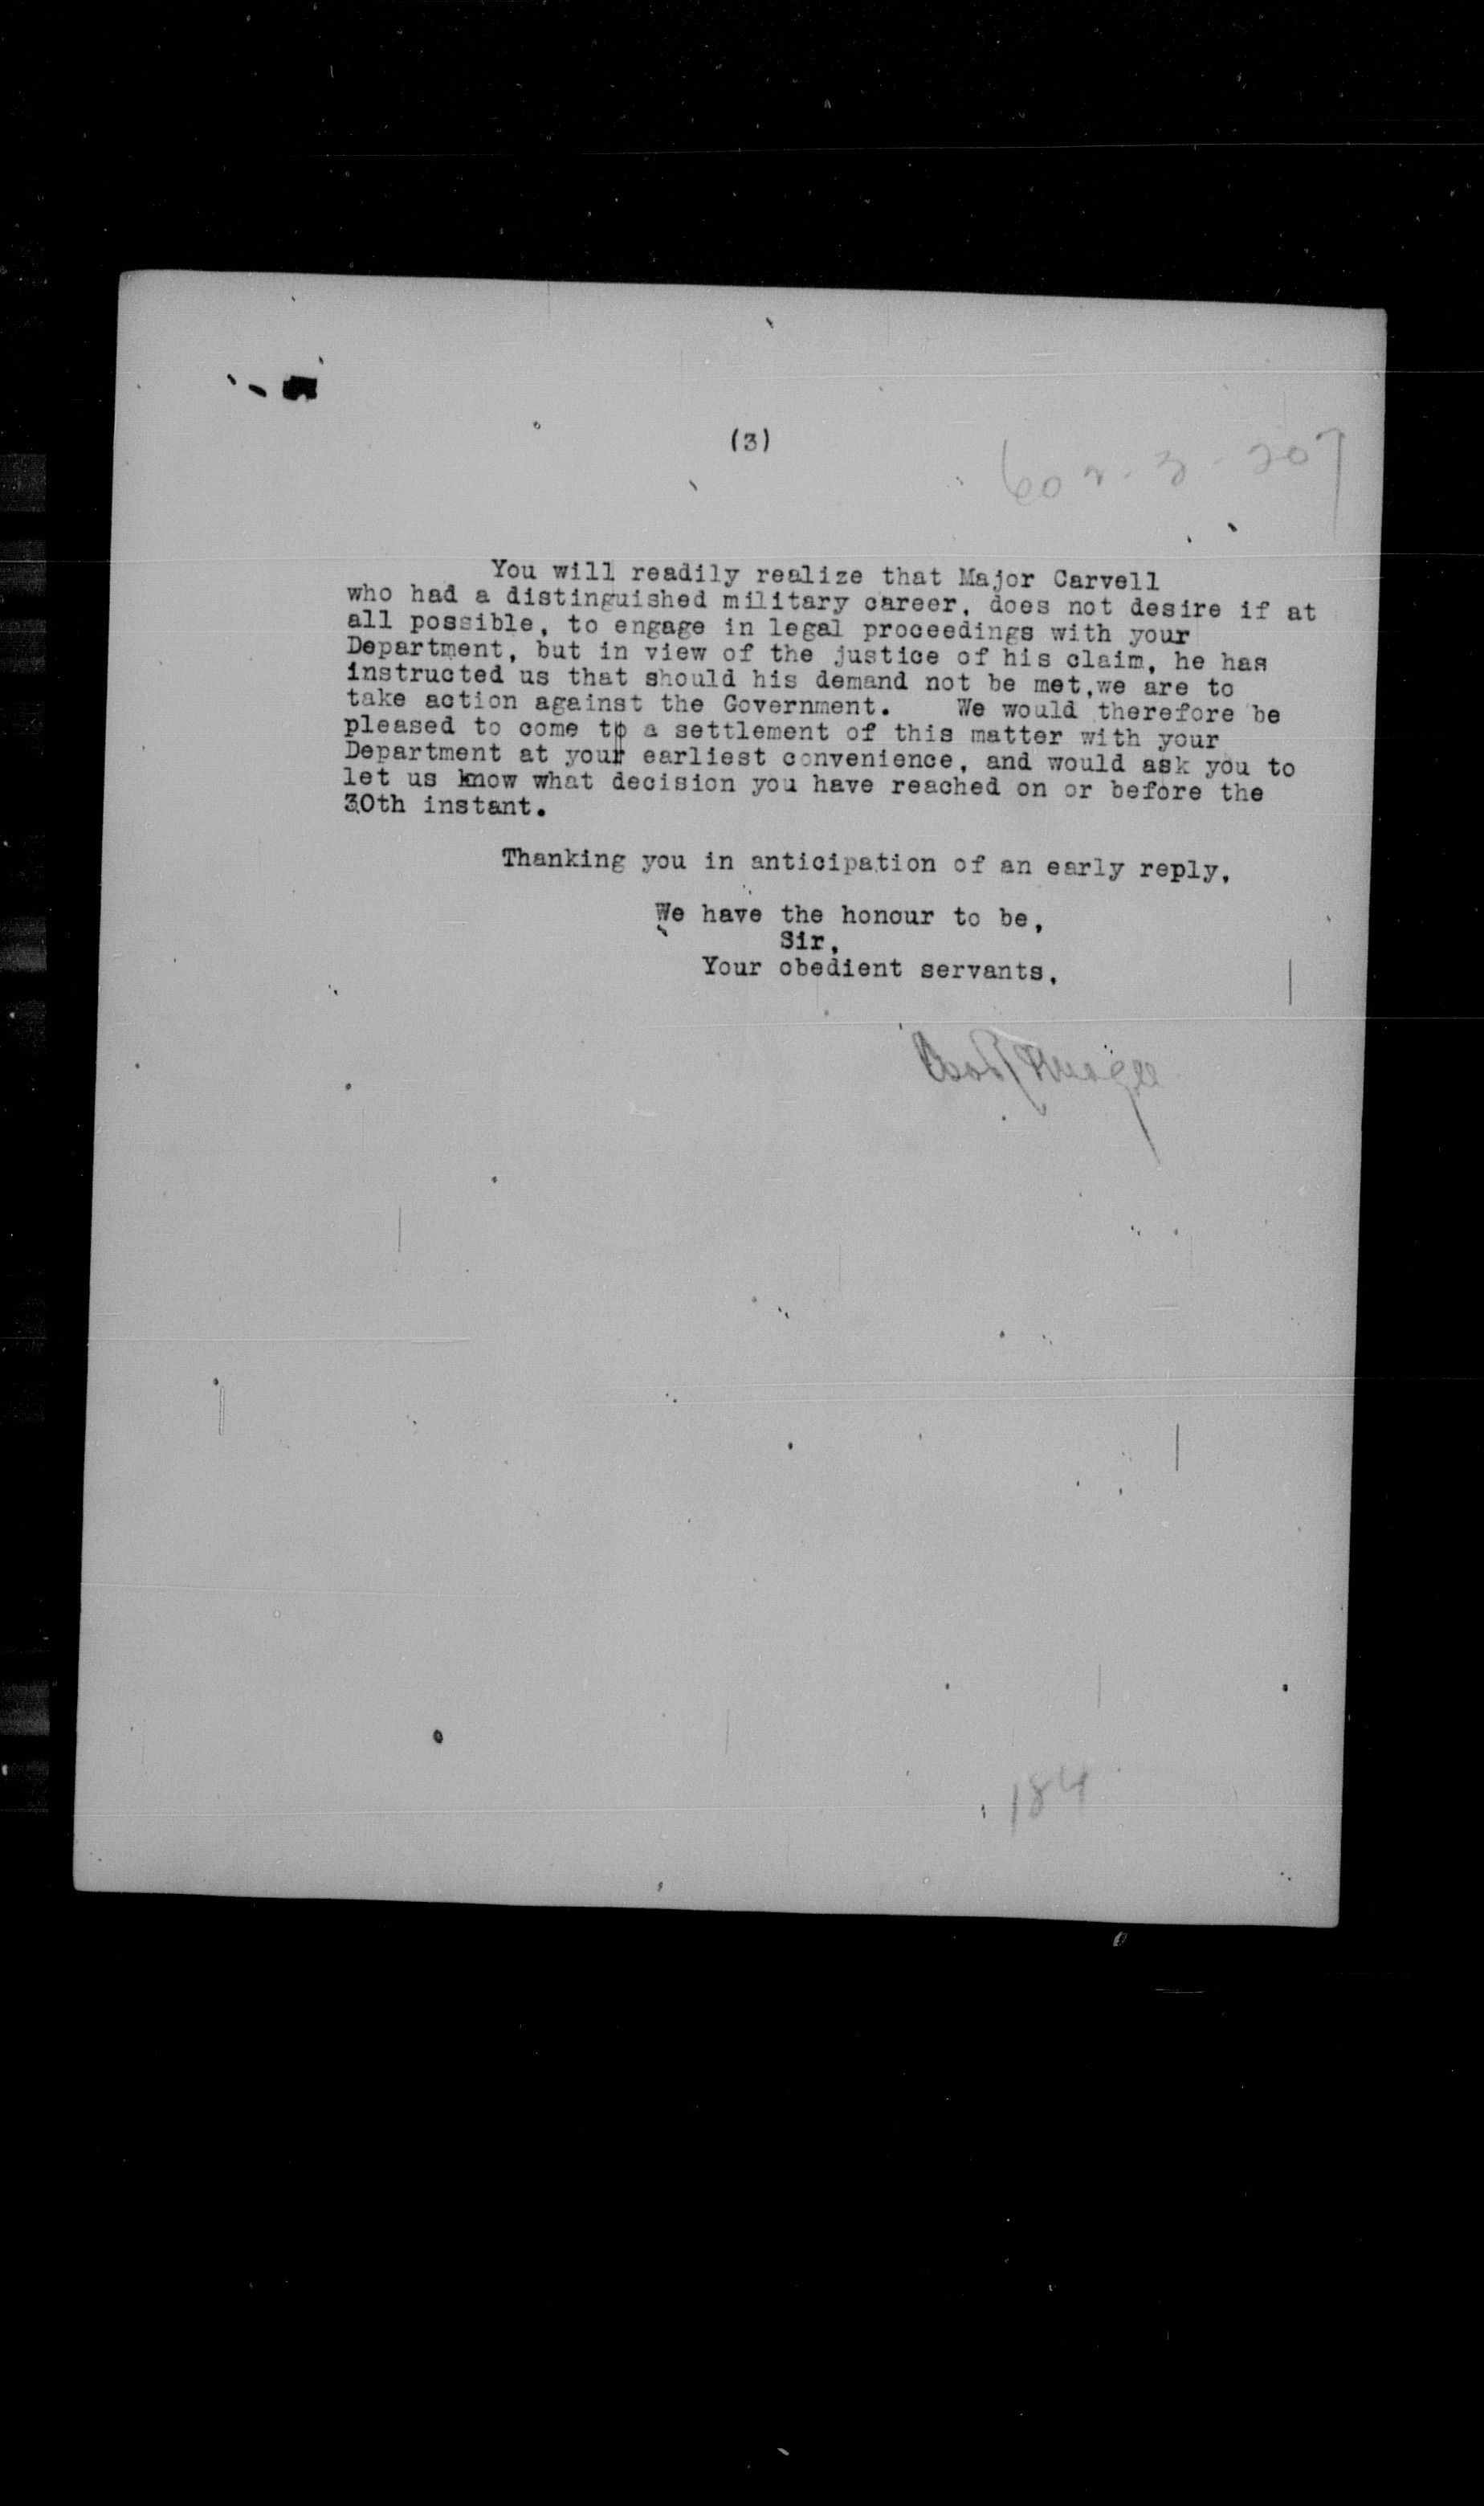 (3)
602-3-207
You will readily realize that Major Carvell
who had a distinguished military career, does not desire if at
all possible, to engage in legal proceedings with your
Department, but in view of the justice of his claim, he has
instructed us that should his demand not be met,we are to
take action against the Government. We would therefore be
pleased to come to a settlement of this matter with your
Department at your earliest convenience, and would ask you to
let us know what decision you have reached on or before the
30th instant.
Thanking you in anticipation of an early reply,
We have the honour to be,
Sir,
Your obedient servants,
184